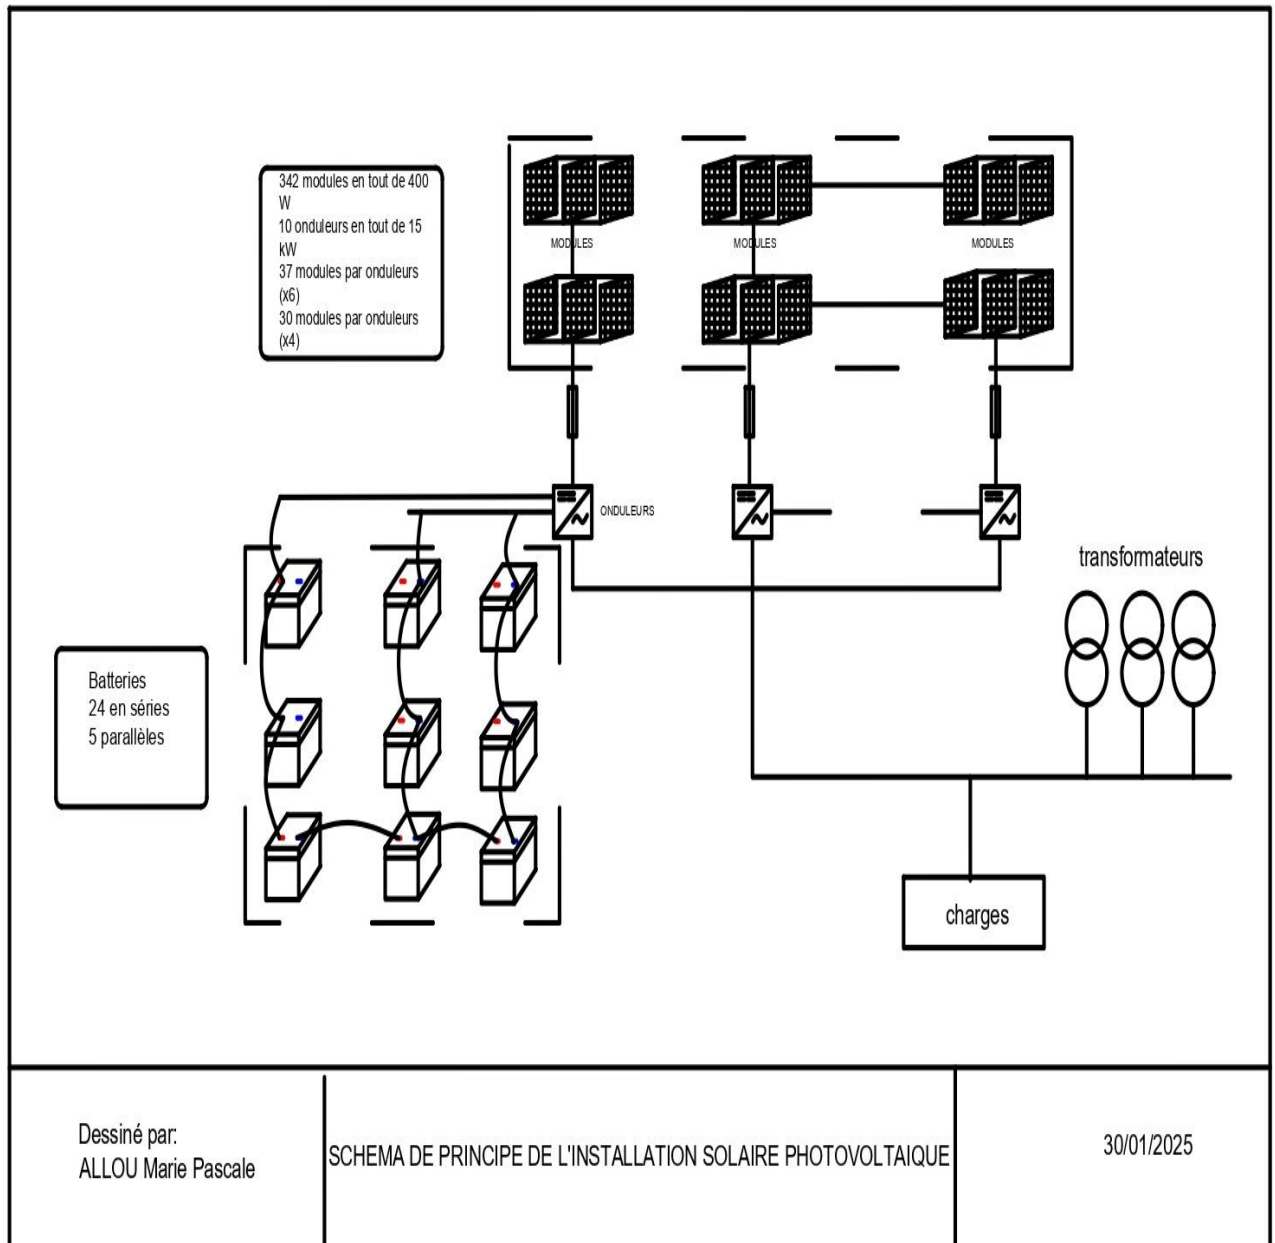 342 modules en tout de 400
W
10 onduleurs en tout de 15
kW
37 modules par onduleurs
(x6)
30 modules par onduleurs
(x4)
MODULES
MODULES
MODULES
ONDULEURS
transformateurs
Batteries
24 en séries
5 parallèles
charges
Dessiné par:
ALLOU Marie Pascale
SCHEMA DE PRINCIPE DE L'INSTALLATION SOLAIRE PHOTOVOLTAIQUE
30/01/2025